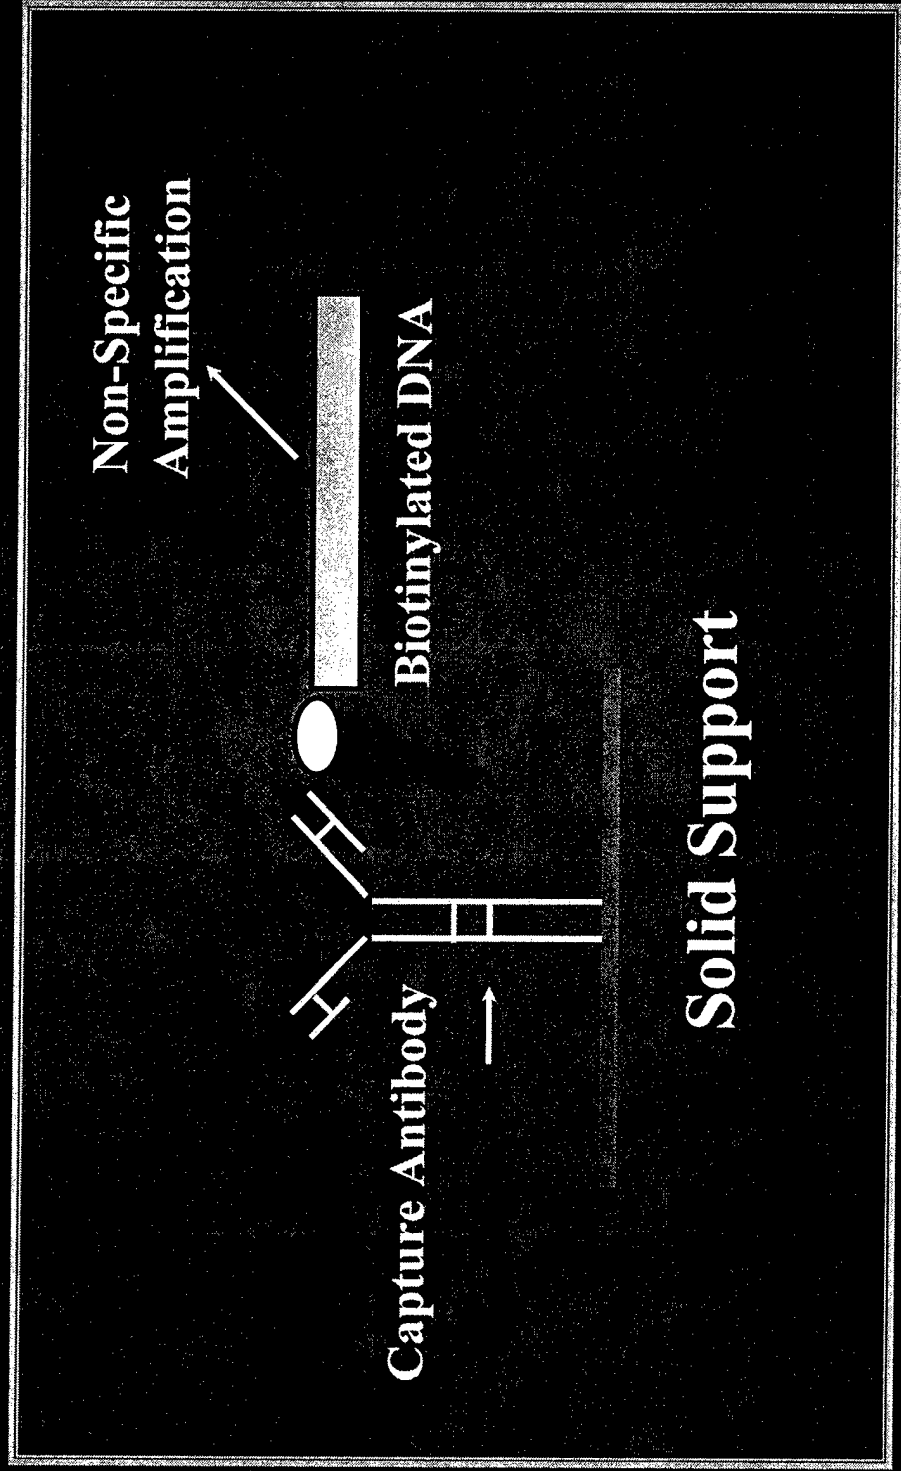 Non-Specific
Amplification
Biotinylated DNA
Capture Antibody
Solid Support